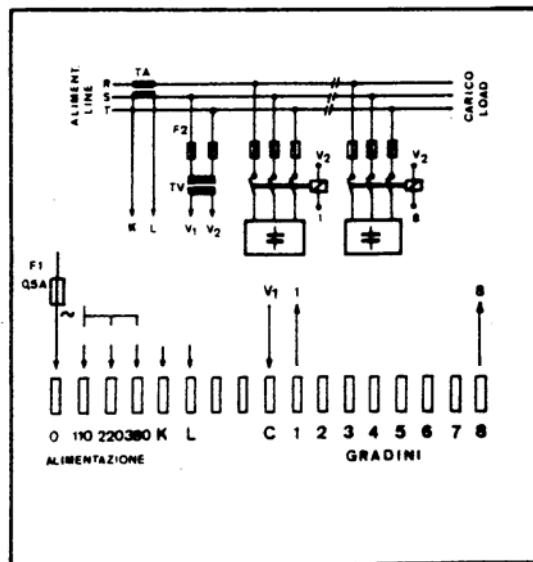 TA
ALIMENT.
LINE
R
S
T
CARICO
LOAD
F2
TV
V2
V2
K L V1 V2 1 8
F1
0,5A
~
V1 1 8
0 110 220 380 K L C 1 2 3 4 5 6 7 8
ALIMENTAZIONE GRADINI